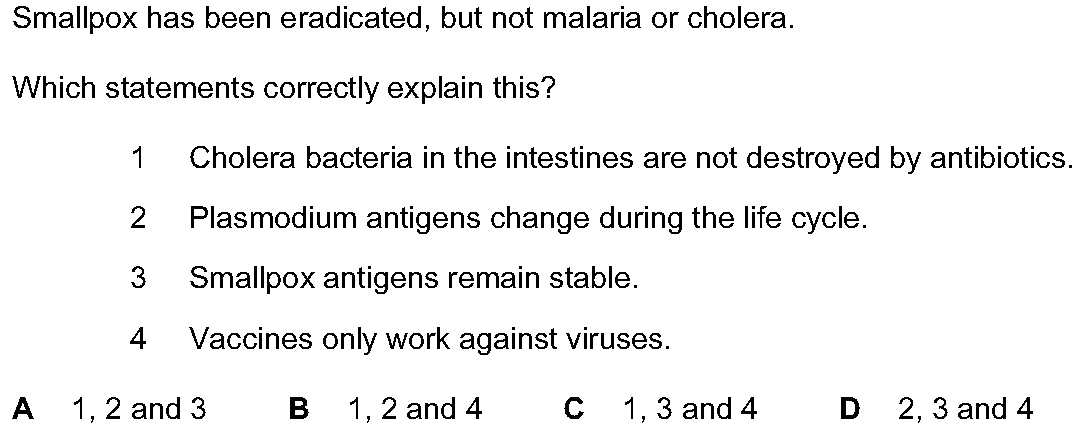 Smallpox has been eradicated, but not malaria or cholera.
Which statements correctly explain this?
1 Cholera bacteria in the intestines are not destroyed by antibiotics.
2 Plasmodium antigens change during the life cycle.
3 Smallpox antigens remain stable.
4 Vaccines only work against viruses.
A 1, 2 and 3 B 1, 2 and 4 C 1, 3 and 4 D 2, 3 and 4